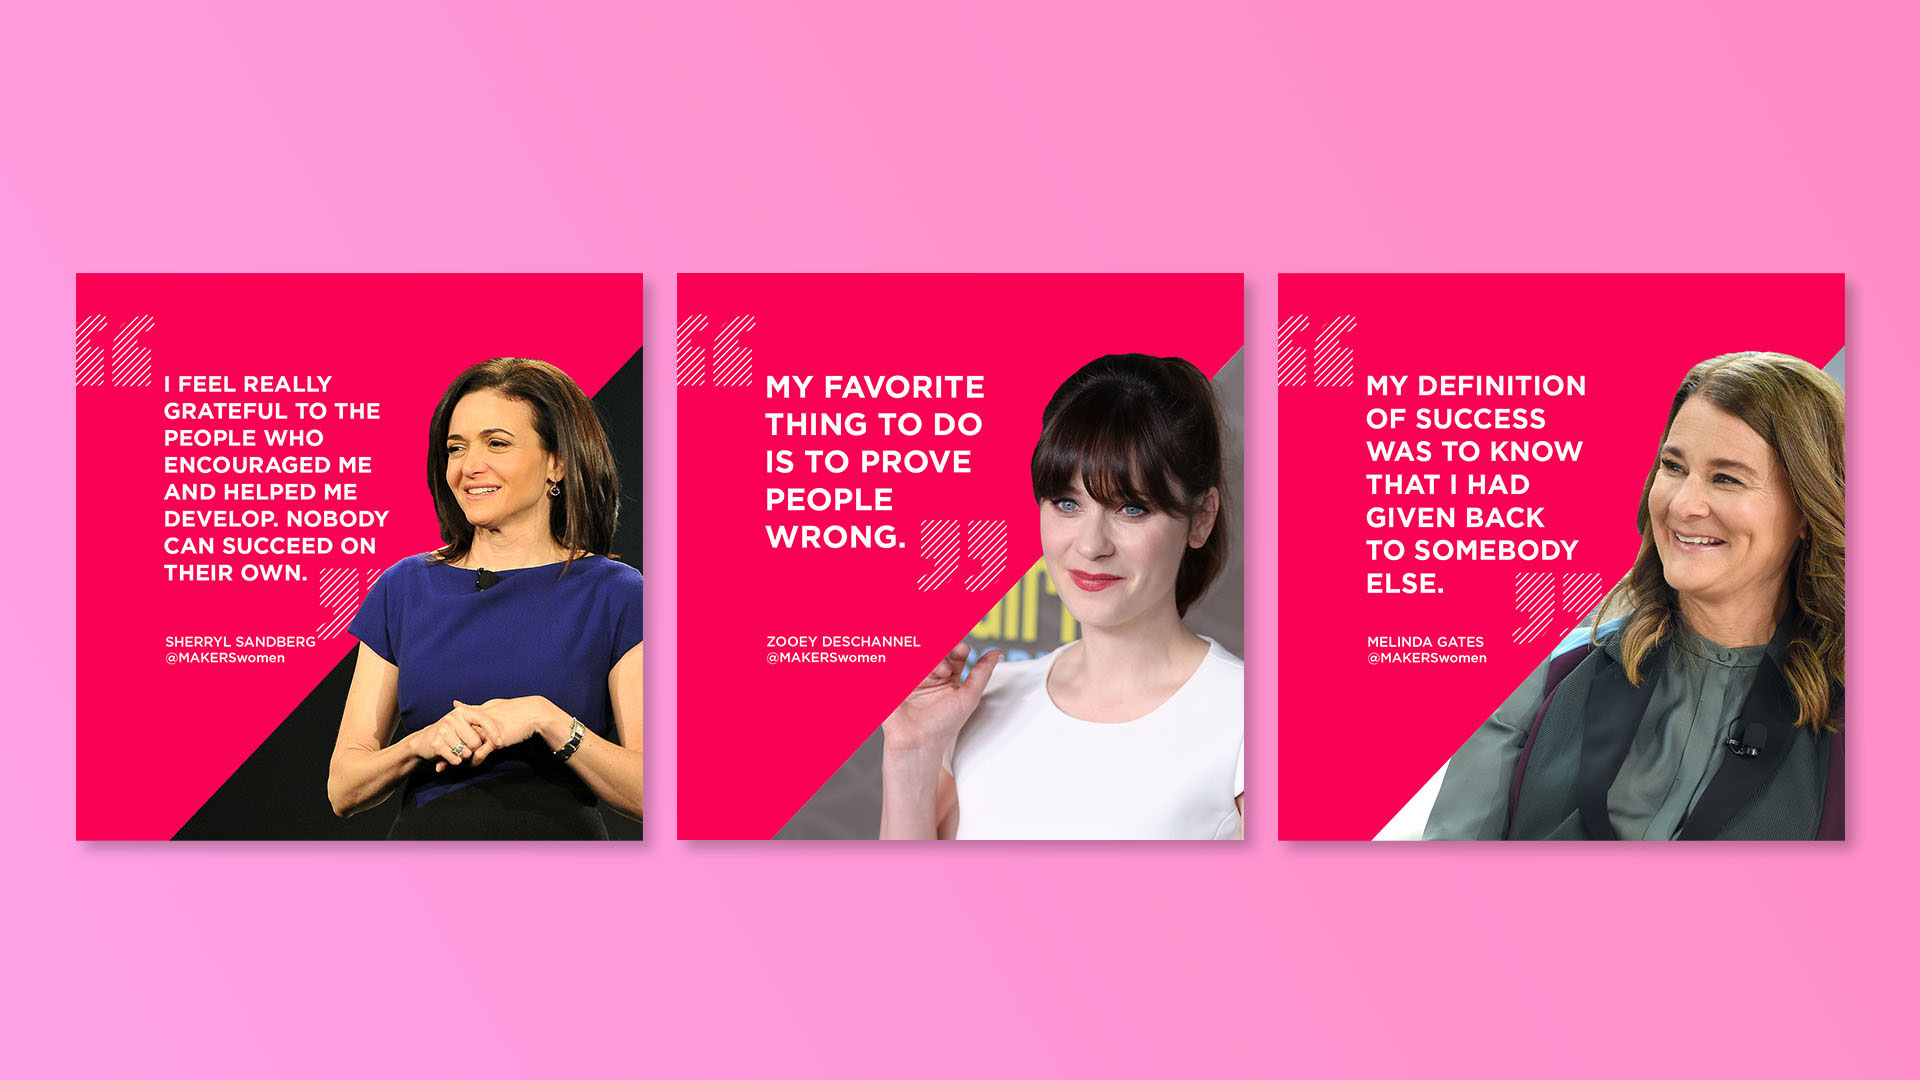 I FEEL REALLY
GRATEFUL TO THE
PEOPLE WHO
ENCOURAGED ME
AND HELPED ME
DEVELOP. NOBODY
CAN SUCCEED ON
THEIR OWN.
SHERRYL SANDBERG
@MAKERSwomen
MY FAVORITE
THING TO DO
IS TO PROVE
PEOPLE
WRONG.
ZOOEY DESCHANNEL
@MAKERSwomen
MY DEFINITION
OF SUCCESS
WAS TO KNOW
THAT I HAD
GIVEN BACK
TO SOMEBODY
ELSE.
MELINDA GATES
@MAKERSwomen